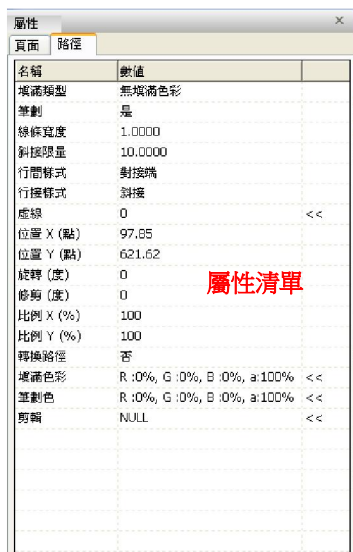 屬性 ×
頁面 路徑
名稱 數值
填滿類型 無填滿色彩
筆劃 是
線條寬度 1.0000
斜接限量 10.0000
行間樣式 對接端
行接樣式 斜接
虛線 0 <<
位置 X (點) 97.85
位置 Y (點) 621.62
旋轉 (度) 0
修剪 (度) 0
比例 X (%) 100
比例 Y (%) 100
轉換路徑 否
填滿色彩 R :0%, G :0%, B :0%, a:100% <<
筆劃色 R :0%, G :0%, B :0%, a:100% <<
剪輯 NULL <<
屬性清單